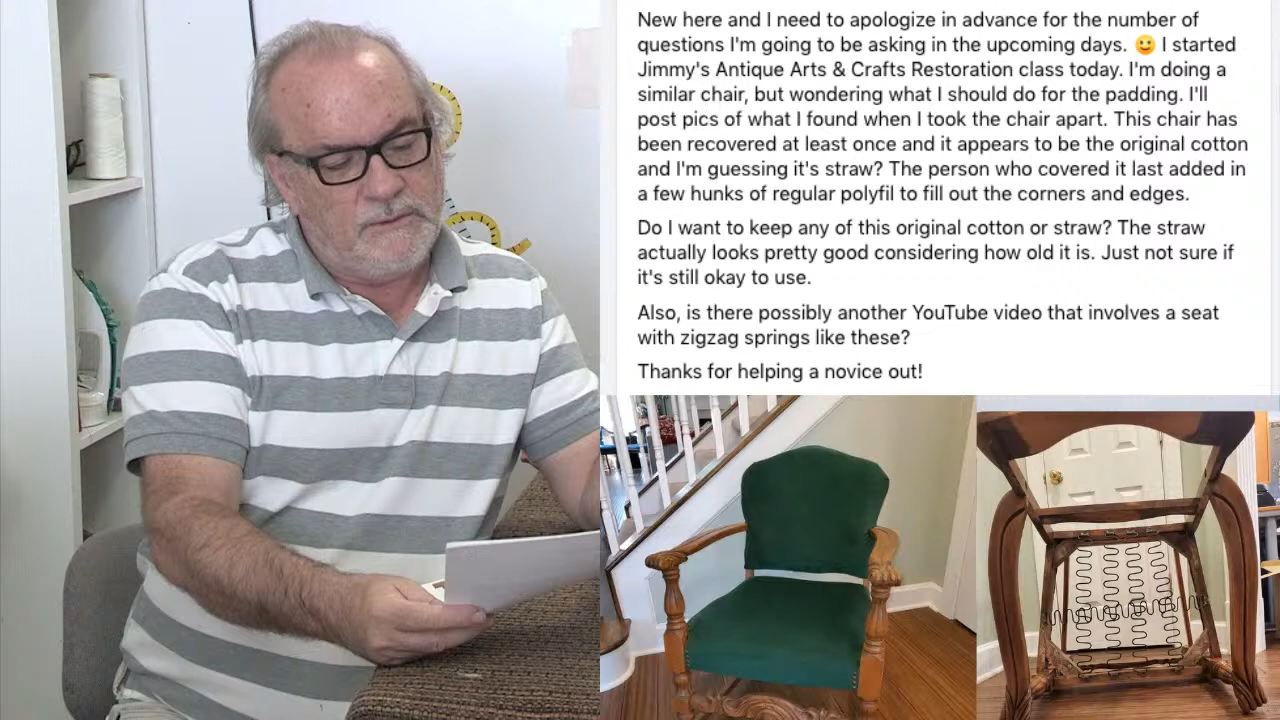 New here and I need to apologize in advance for the number of
questions I'm going to be asking in the upcoming days. 🙂 I started
Jimmy's Antique Arts & Crafts Restoration class today. I'm doing a
similar chair, but wondering what I should do for the padding. I'll
post pics of what I found when I took the chair apart. This chair has
been recovered at least once and it appears to be the original cotton
and I'm guessing it's straw? The person who covered it last added in
a few hunks of regular polyfil to fill out the corners and edges.
Do I want to keep any of this original cotton or straw? The straw
actually looks pretty good considering how old it is. Just not sure if
it's still okay to use.
Also, is there possibly another YouTube video that involves a seat
with zigzag springs like these?
Thanks for helping a novice out!